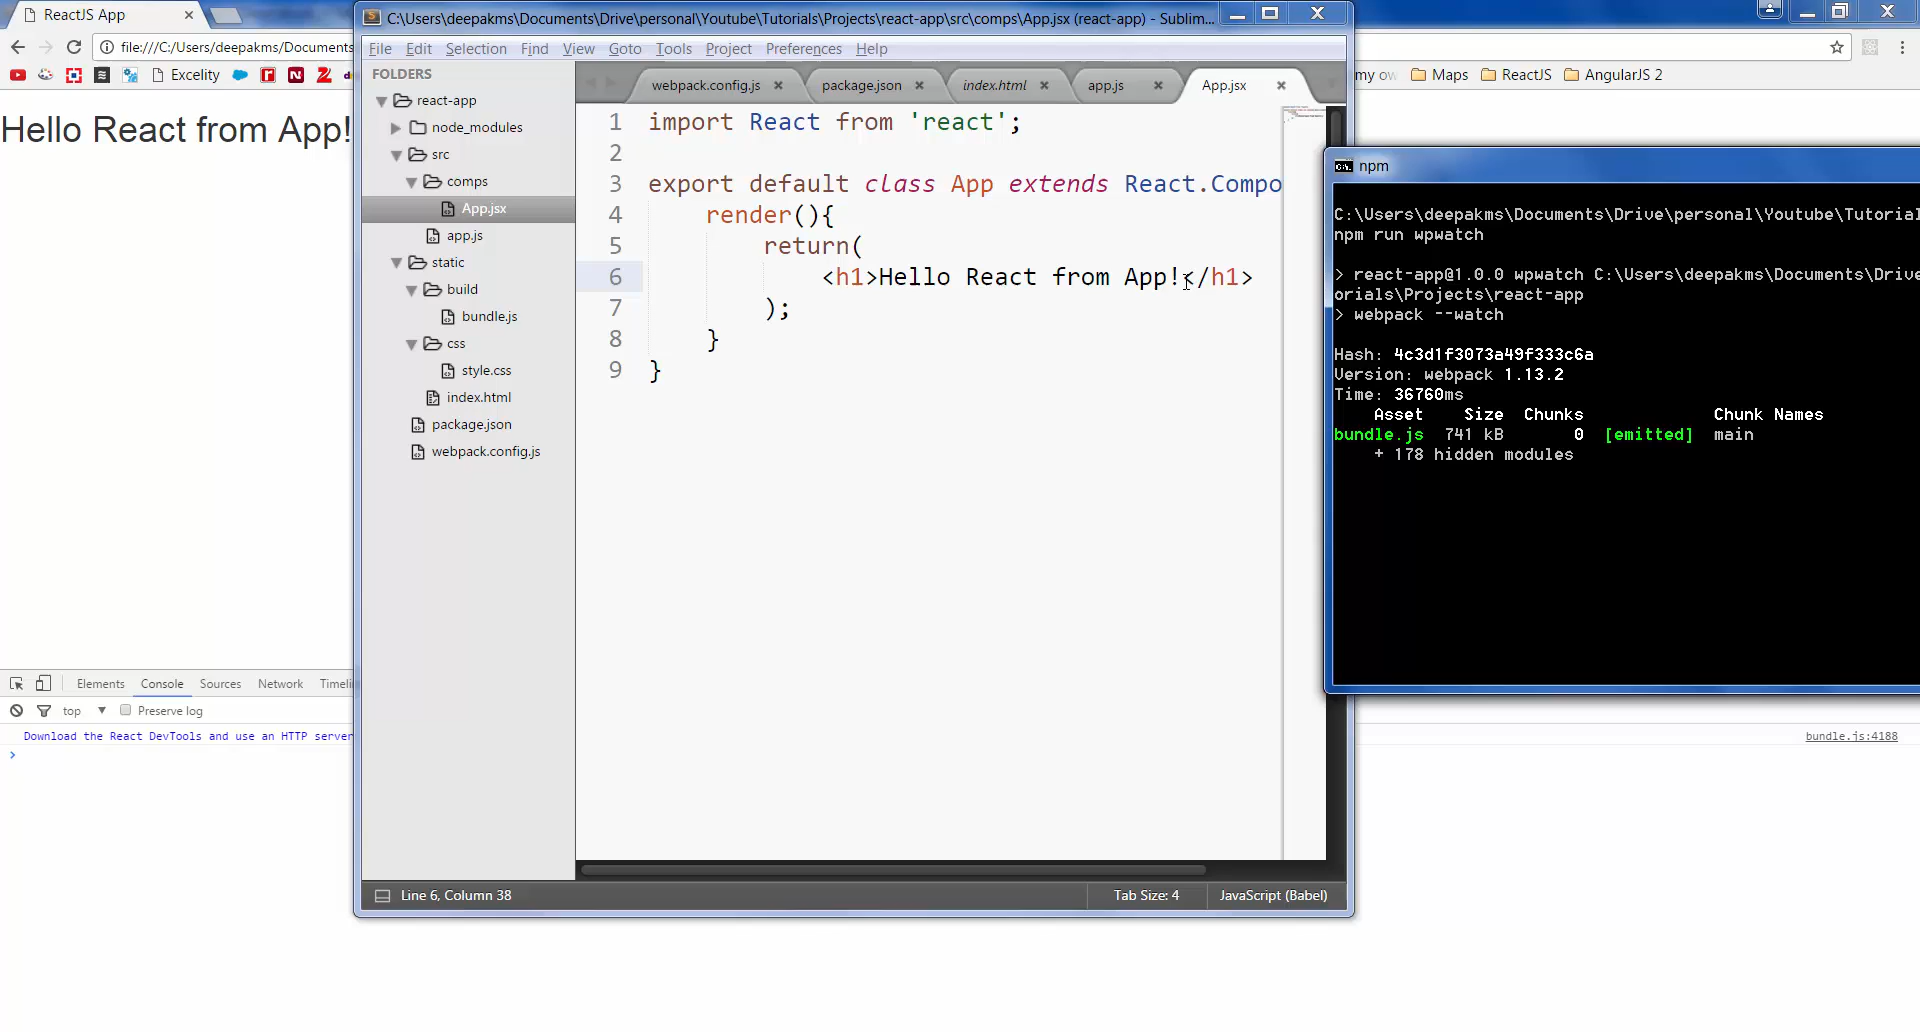 ReactJS App
file:///C:/Users/deepakms/Documents
Excelity
Hello React from App!
Elements Console Sources Network Timeli
top Preserve log
Download the React DevTools and use an HTTP server
>
C:\Users\deepakms\Documents\Drive\personal\Youtube\Tutorials\Projects\react-app\src\comps\App.jsx (react-app) - Sublim...
File Edit Selection Find View Goto Tools Project Preferences Help
FOLDERS
react-app
node_modules
src
comps
App.jsx
app.js
static
build
bundle.js
css
style.css
index.html
package.json
webpack.config.js
webpack.config.js package.json index.html app.js App.jsx
1 import React from 'react';
2
3 export default class App extends React.Compo
4 render(){
5 return(
6 <h1>Hello React from App!</h1>
7 );
8 }
9 }
Line 6, Column 38 Tab Size: 4 JavaScript (Babel)
my ow Maps ReactJS AngularJS 2
npm
C:\Users\deepakms\Documents\Drive\personal\Youtube\Tutorial
npm run wpwatch
> react-app@1.0.0 wpwatch C:\Users\deepakms\Documents\Drive
orials\Projects\react-app
> webpack --watch
Hash: 4c3d1f3073a49f333c6a
Version: webpack 1.13.2
Time: 36760ms
Asset Size Chunks Chunk Names
bundle.js 741 kB 0 [emitted] main
+ 178 hidden modules
bundle.js:4188